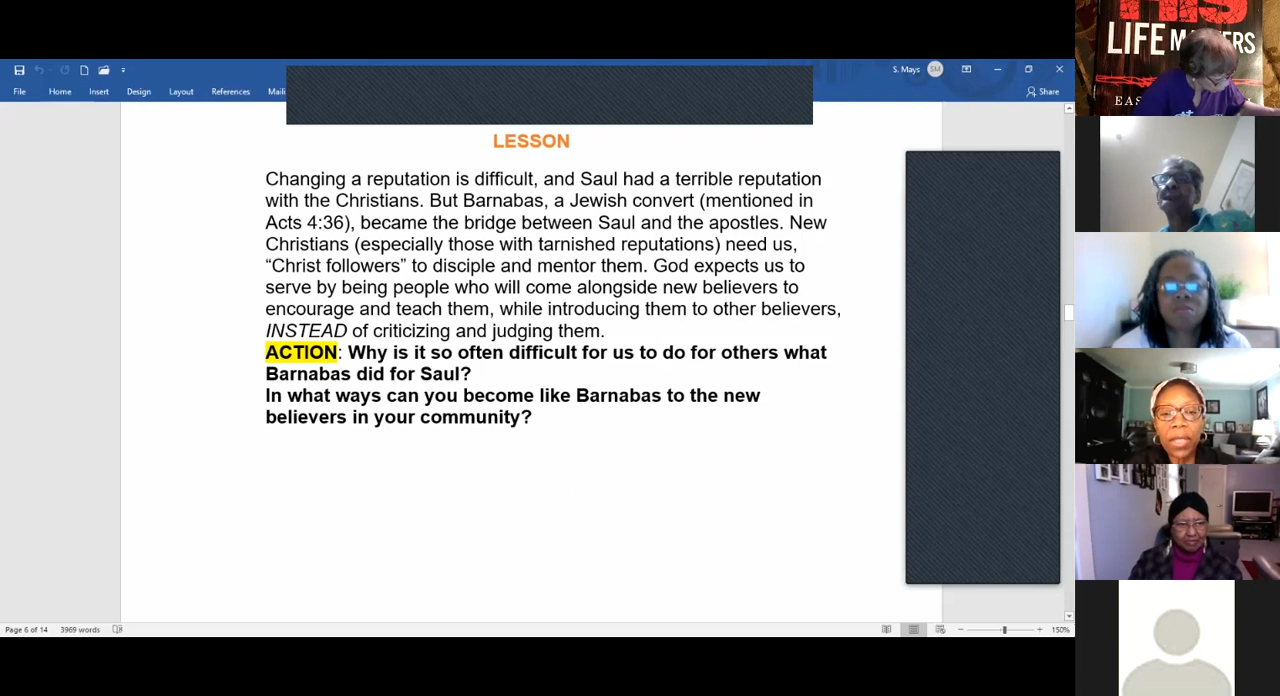 HIS
LIFE MATTERS
EAS
S. Mays SM
File Home Insert Design Layout References Maili Share
LESSON
Changing a reputation is difficult, and Saul had a terrible reputation
with the Christians. But Barnabas, a Jewish convert (mentioned in
Acts 4:36), became the bridge between Saul and the apostles. New
Christians (especially those with tarnished reputations) need us,
“Christ followers” to disciple and mentor them. God expects us to
serve by being people who will come alongside new believers to
encourage and teach them, while introducing them to other believers,
INSTEAD of criticizing and judging them.
ACTION: Why is it so often difficult for us to do for others what
Barnabas did for Saul?
In what ways can you become like Barnabas to the new
believers in your community?
Page 6 of 14 3969 words 150%